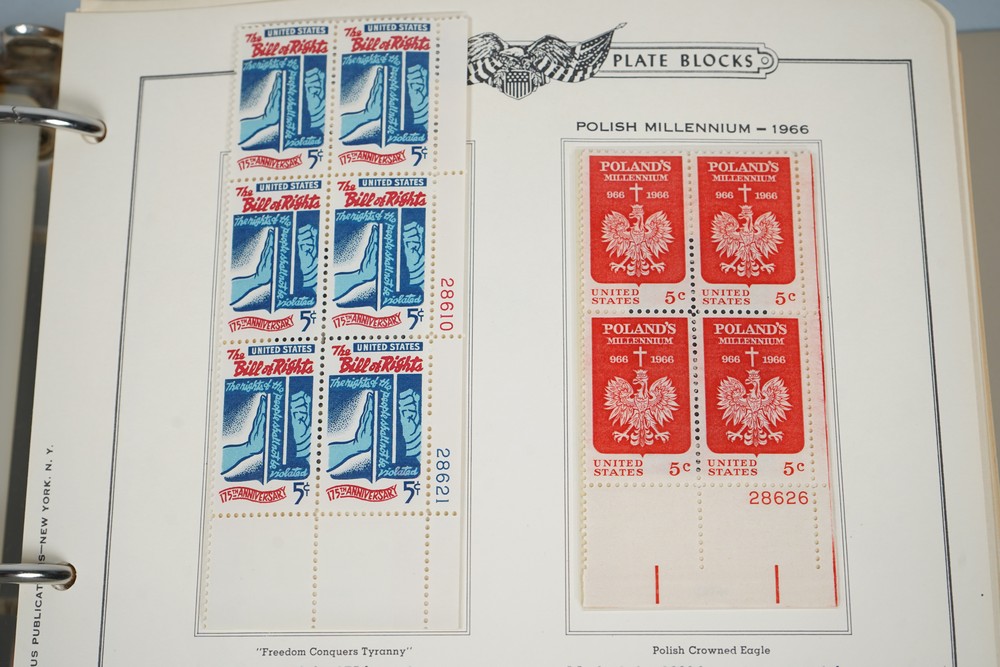 PLATE BLOCKS
UNITED STATES
The
Bill of Rights
The rights of the
people shall not be
violated
175TH ANNIVERSARY
5¢
UNITED STATES
The
Bill of Rights
The rights of the
people shall not be
violated
175TH ANNIVERSARY
5¢
UNITED STATES
The
Bill of Rights
The rights of the
people shall not be
violated
175TH ANNIVERSARY
5¢
UNITED STATES
The
Bill of Rights
The rights of the
people shall not be
violated
175TH ANNIVERSARY
5¢
28610
UNITED STATES
The
Bill of Rights
The rights of the
people shall not be
violated
175TH ANNIVERSARY
5¢
UNITED STATES
The
Bill of Rights
The rights of the
people shall not be
violated
175TH ANNIVERSARY
5¢
28621
"Freedom Conquers Tyranny"
POLISH MILLENNIUM – 1966
POLAND'S
MILLENNIUM
966 1966
UNITED
STATES 5c
POLAND'S
MILLENNIUM
966 1966
UNITED
STATES 5c
POLAND'S
MILLENNIUM
966 1966
UNITED
STATES 5c
POLAND'S
MILLENNIUM
966 1966
UNITED
STATES 5c
28626
Polish Crowned Eagle
—NEW YORK, N. Y.